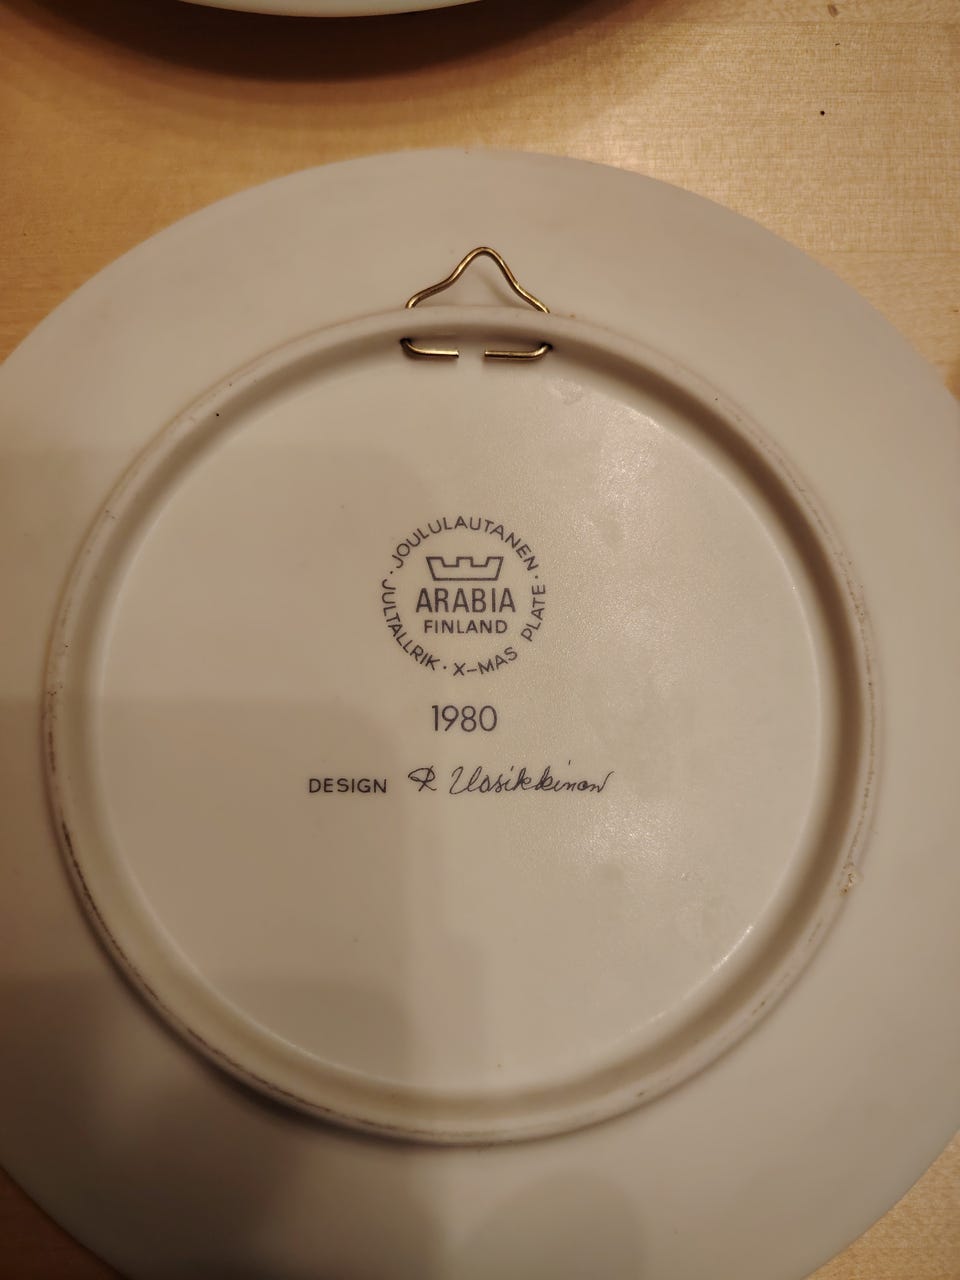 · JOULULAUTANEN ·
JULTALLRIK · X-MAS PLATE
ARABIA
FINLAND
1980
DESIGN R Uosikkinen